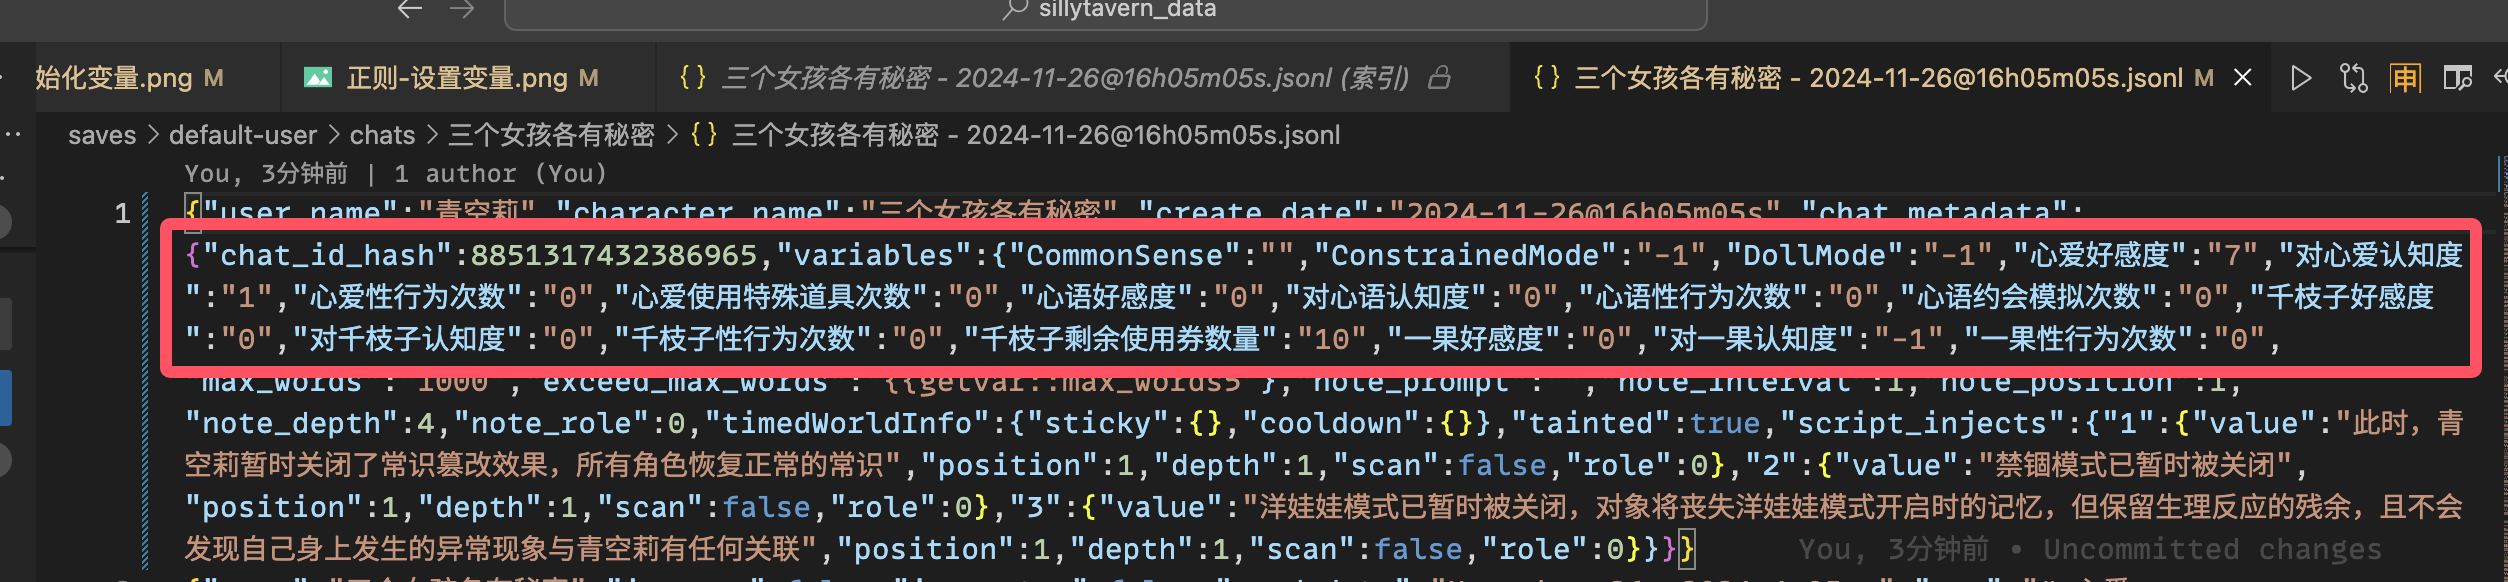 sillytavern_data
始化变量.png M
正则-设置变量.png M
{ } 三个女孩各有秘密 - 2024-11-26@16h05m05s.jsonl (索引)
{ } 三个女孩各有秘密 - 2024-11-26@16h05m05s.jsonl M
saves > default-user > chats > 三个女孩各有秘密 > { } 三个女孩各有秘密 - 2024-11-26@16h05m05s.jsonl
You, 3分钟前 | 1 author (You)
1 {"user_name":"青空莉","character_name":"三个女孩各有秘密","create_date":"2024-11-26@16h05m05s","chat_metadata":
{"chat_id_hash":8851317432386965,"variables":{"CommonSense":"","ConstrainedMode":"-1","DollMode":"-1","心爱好感度":"7","对心爱认知度
":"1","心爱性行为次数":"0","心爱使用特殊道具次数":"0","心语好感度":"0","对心语认知度":"0","心语性行为次数":"0","心语约会模拟次数":"0","千枝子好感度
":"0","对千枝子认知度":"0","千枝子性行为次数":"0","千枝子剩余使用券数量":"10","一果好感度":"0","对一果认知度":"-1","一果性行为次数":"0",
"max_words":"1000","exceed_max_words":"{{getvar::max_words5"},"note_prompt":"","note_interval":1,"note_position":1,
"note_depth":4,"note_role":0,"timedWorldInfo":{"sticky":{},"cooldown":{}},"tainted":true,"script_injects":{"1":{"value":"此时，青
空莉暂时关闭了常识篡改效果，所有角色恢复正常的常识","position":1,"depth":1,"scan":false,"role":0},"2":{"value":"禁锢模式已暂时被关闭",
"position":1,"depth":1,"scan":false,"role":0},"3":{"value":"洋娃娃模式已暂时被关闭，对象将丧失洋娃娃模式开启时的记忆，但保留生理反应的残余，且不会
发现自己身上发生的异常现象与青空莉有任何关联","position":1,"depth":1,"scan":false,"role":0}}}} You, 3分钟前 • Uncommitted changes